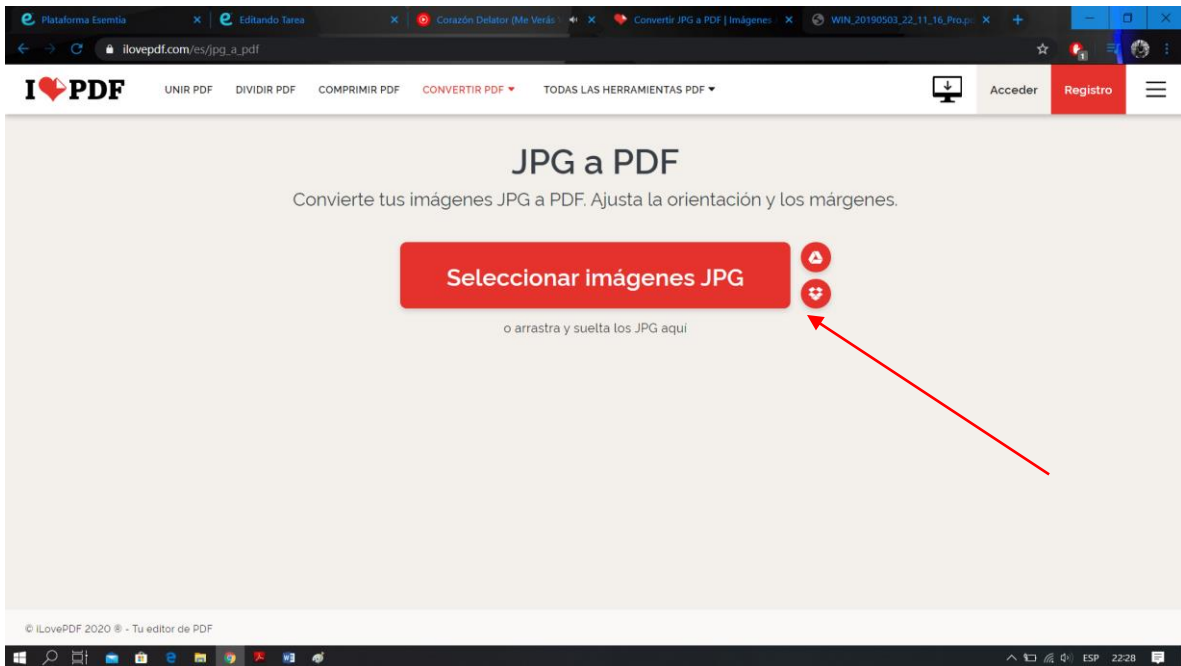 Plataforma Esemtia
Editando Tarea
Corazón Delator (Me Verás
Convertir JPG a PDF | Imágenes
WIN_20190503_22_11_16_Pro.p
ilovepdf.com/es/jpg_a_pdf
I PDF
UNIR PDF
DIVIDIR PDF
COMPRIMIR PDF
CONVERTIR PDF
TODAS LAS HERRAMIENTAS PDF
Acceder
Registro
JPG a PDF
Convierte tus imágenes JPG a PDF. Ajusta la orientación y los márgenes.
Seleccionar imágenes JPG
o arrastra y suelta los JPG aquí
© iLovePDF 2020 ® - Tu editor de PDF
ESP
22:28